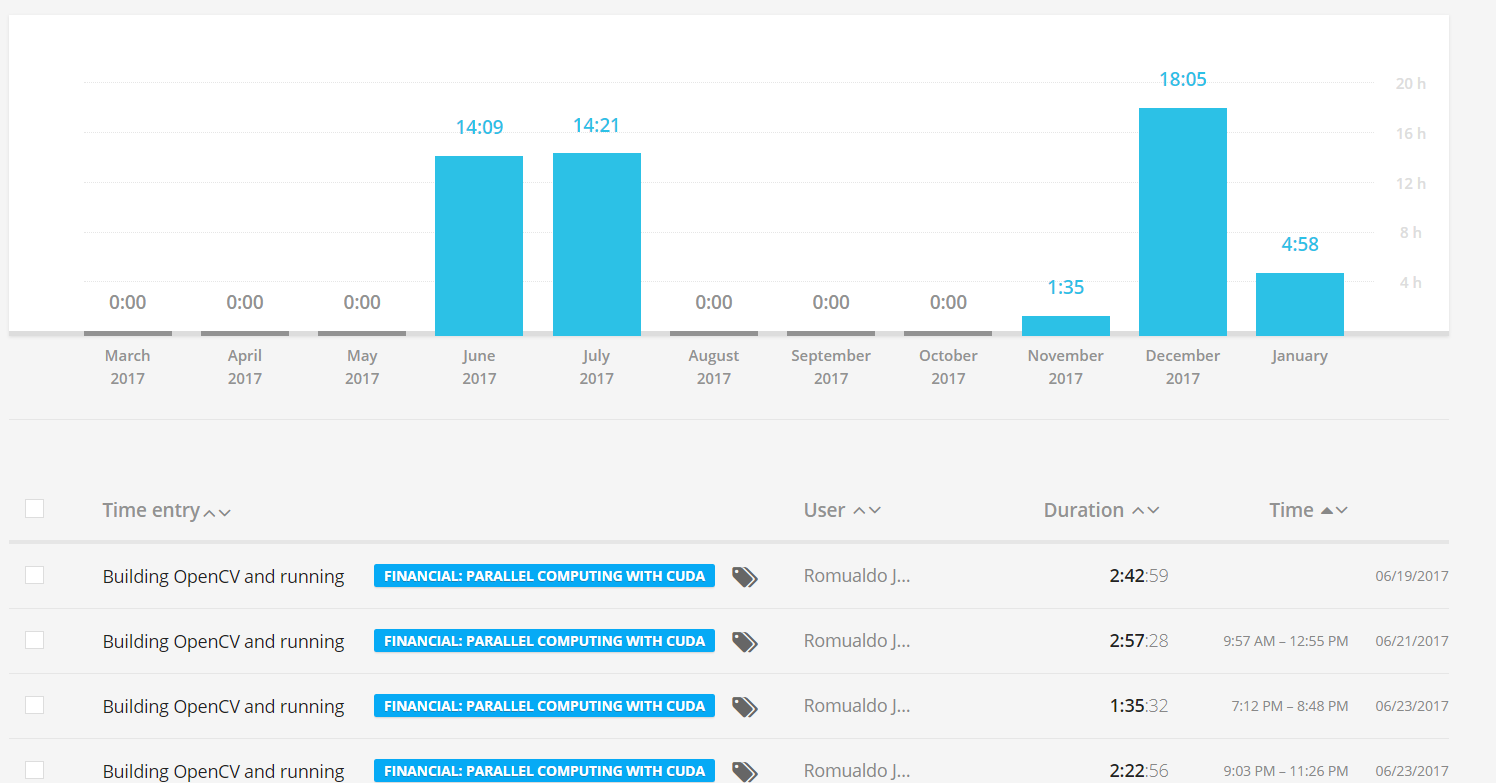 20 h
18:05
16 h
14:09
14:21
12 h
8 h
4:58
4 h
0:00 0:00 0:00 0:00 0:00 0:00 1:35
March April May June July August September October November December January
2017 2017 2017 2017 2017 2017 2017 2017 2017 2017
Time entry User Duration Time
Building OpenCV and running FINANCIAL: PARALLEL COMPUTING WITH CUDA Romualdo J... 2:42:59 06/19/2017
Building OpenCV and running FINANCIAL: PARALLEL COMPUTING WITH CUDA Romualdo J... 2:57:28 9:57 AM – 12:55 PM 06/21/2017
Building OpenCV and running FINANCIAL: PARALLEL COMPUTING WITH CUDA Romualdo J... 1:35:32 7:12 PM – 8:48 PM 06/23/2017
Building OpenCV and running FINANCIAL: PARALLEL COMPUTING WITH CUDA Romualdo J... 2:22:56 9:03 PM – 11:26 PM 06/23/2017